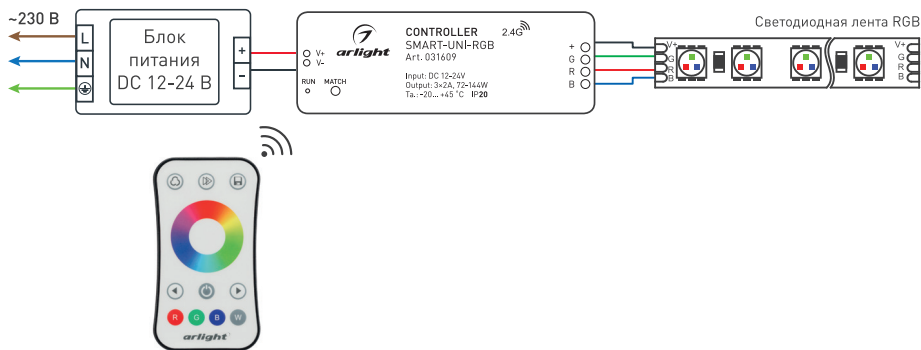 ~230 В
L
N
Блок
питания
DC 12-24 В
+
−
V+
V-
RUN
MATCH
arlight
CONTROLLER
SMART-UNI-RGB
Art. 031609
2.4G
Input: DC 12-24V
Output: 3×2A, 72-144W
Ta.: -20... +45 °C IP20
+
G
R
B
Светодиодная лента RGB
V+
G
R
B
V+
G
R
B
R
G
B
W
arlight